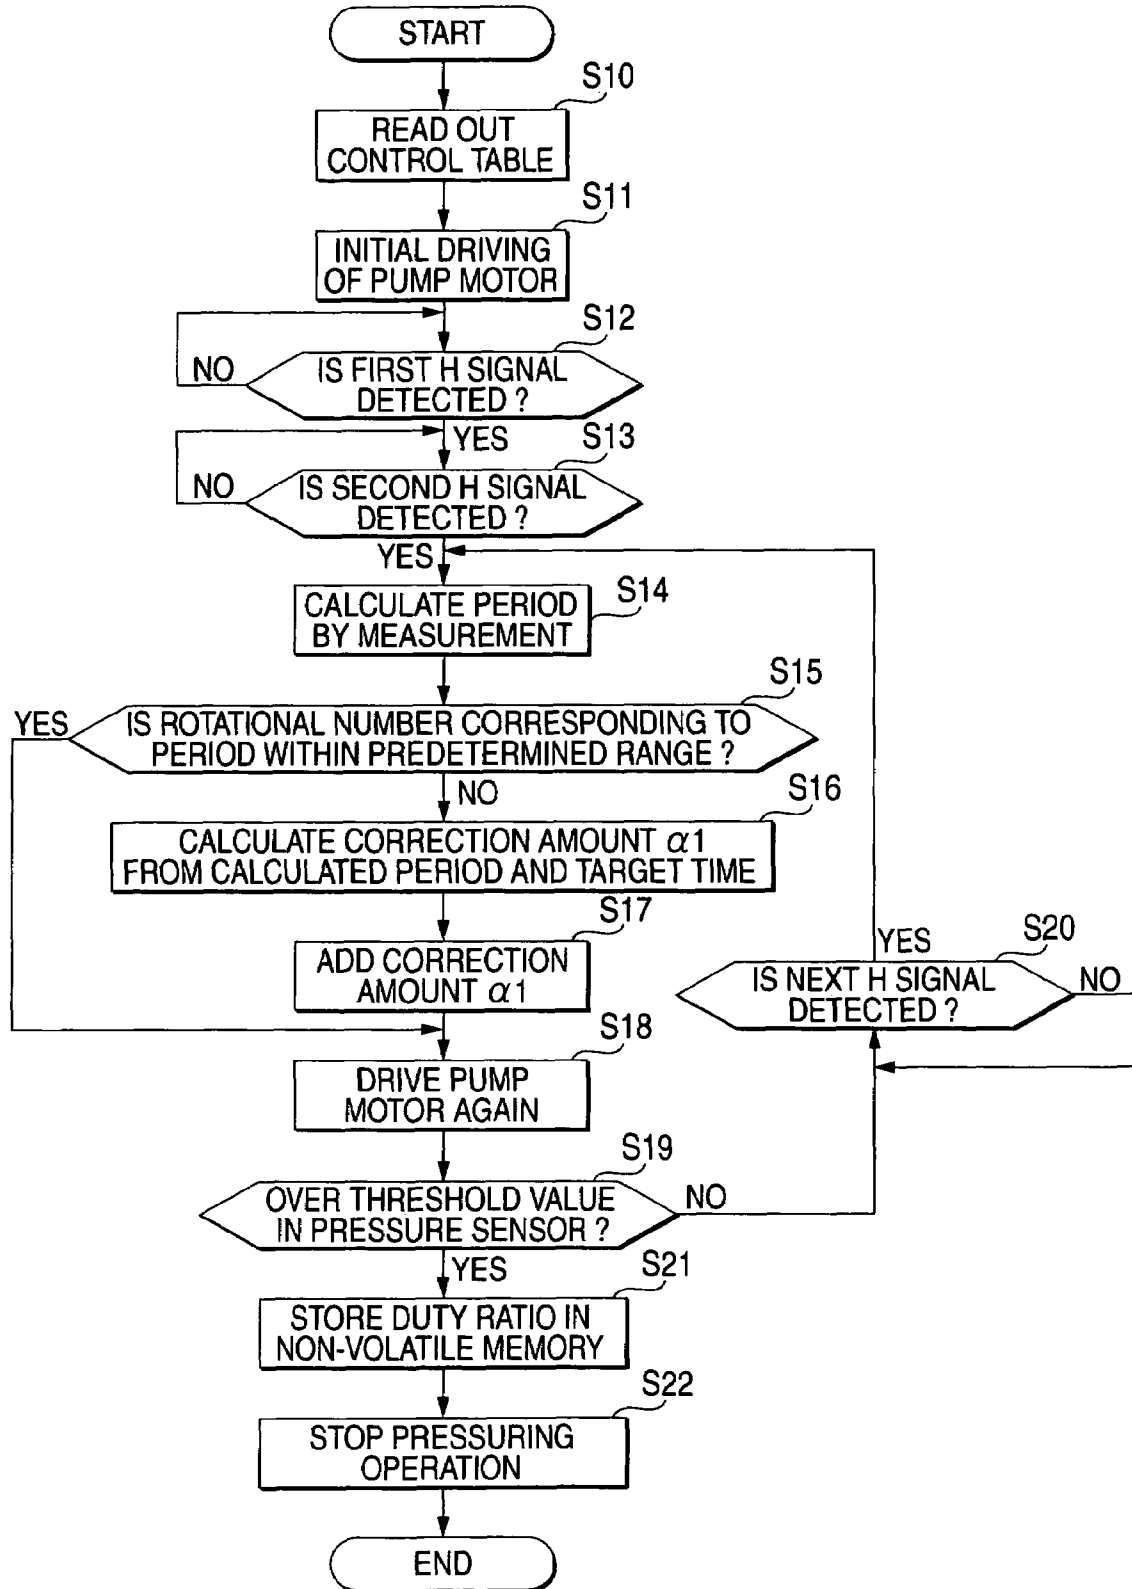 START
S10
READ OUT
CONTROL TABLE
S11
INITIAL DRIVING
OF PUMP MOTOR
S12
NO
IS FIRST H SIGNAL
DETECTED ?
YES
S13
NO
IS SECOND H SIGNAL
DETECTED ?
YES
S14
CALCULATE PERIOD
BY MEASUREMENT
S15
YES
IS ROTATIONAL NUMBER CORRESPONDING TO
PERIOD WITHIN PREDETERMINED RANGE ?
NO
S16
CALCULATE CORRECTION AMOUNT α1
FROM CALCULATED PERIOD AND TARGET TIME
S17
ADD CORRECTION
AMOUNT α1
YES
S20
IS NEXT H SIGNAL
DETECTED ?
NO
S18
DRIVE PUMP
MOTOR AGAIN
S19
OVER THRESHOLD VALUE
IN PRESSURE SENSOR ?
NO
YES
S21
STORE DUTY RATIO IN
NON-VOLATILE MEMORY
S22
STOP PRESSURING
OPERATION
END